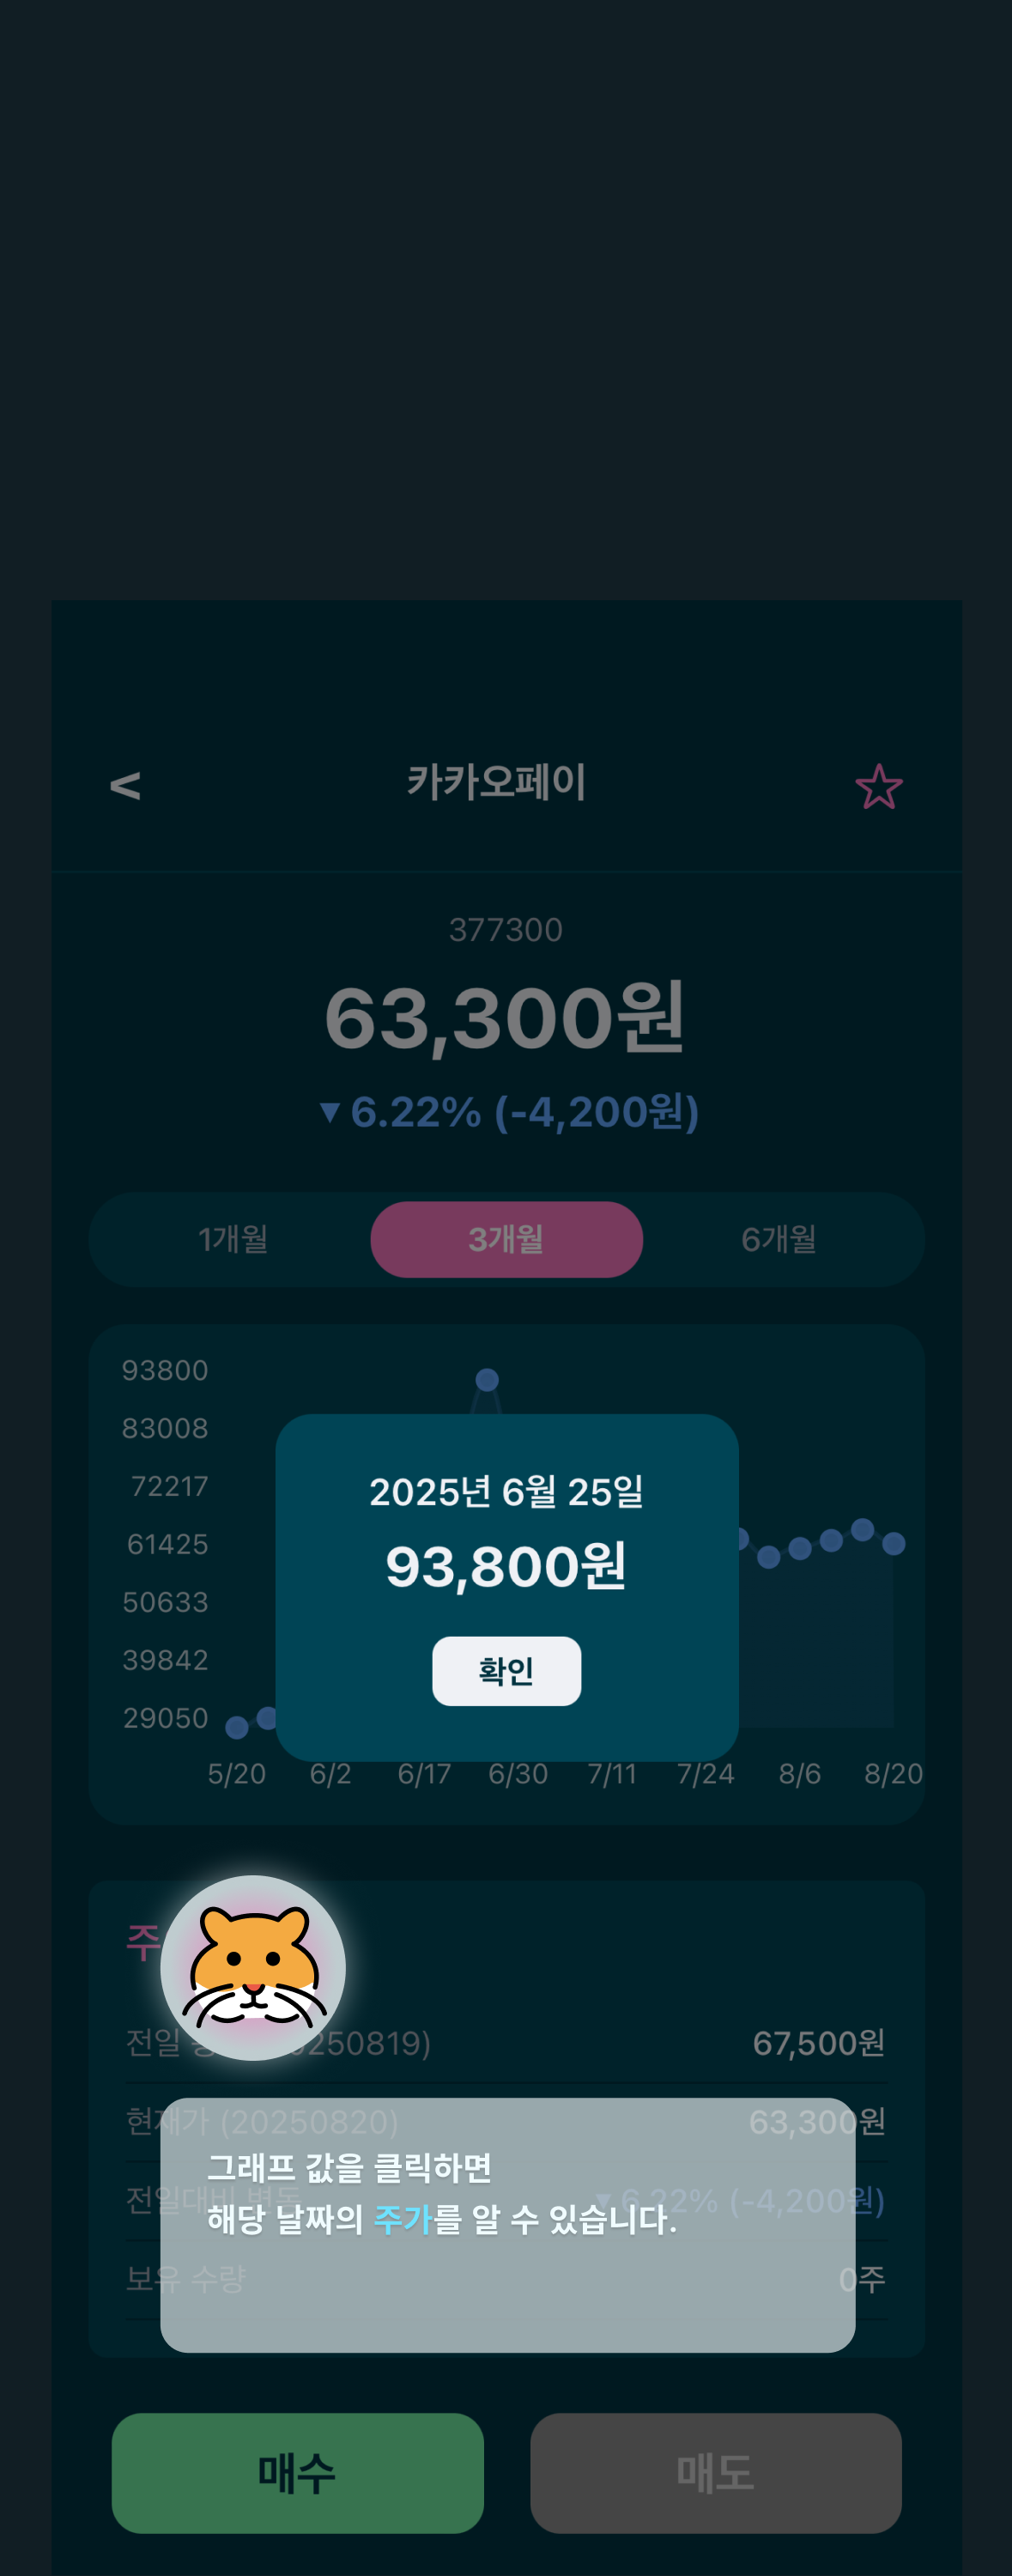 <
카카오페이
377300
63,300원
▼ 6.22% (-4,200원)
1개월 3개월 6개월
93800
83008
72217
61425
50633
39842
29050
2025년 6월 25일
93,800원
확인
5/20 6/2 6/17 6/30 7/11 7/24 8/6 8/20
주
전일 0250819) 67,500원
현재가 (20250820) 63,300원
그래프 값을 클릭하면
전일대비 변동 ▼ 6.22% (-4,200원)
해당 날짜의 주가를 알 수 있습니다.
보유 수량 0주
매수 매도